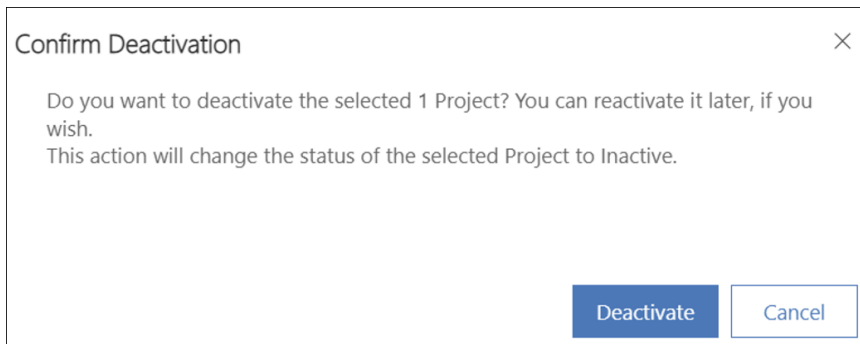 Confirm Deactivation
Do you want to deactivate the selected 1 Project? You can reactivate it later, if you
wish.
This action will change the status of the selected Project to Inactive.
Deactivate
Cancel